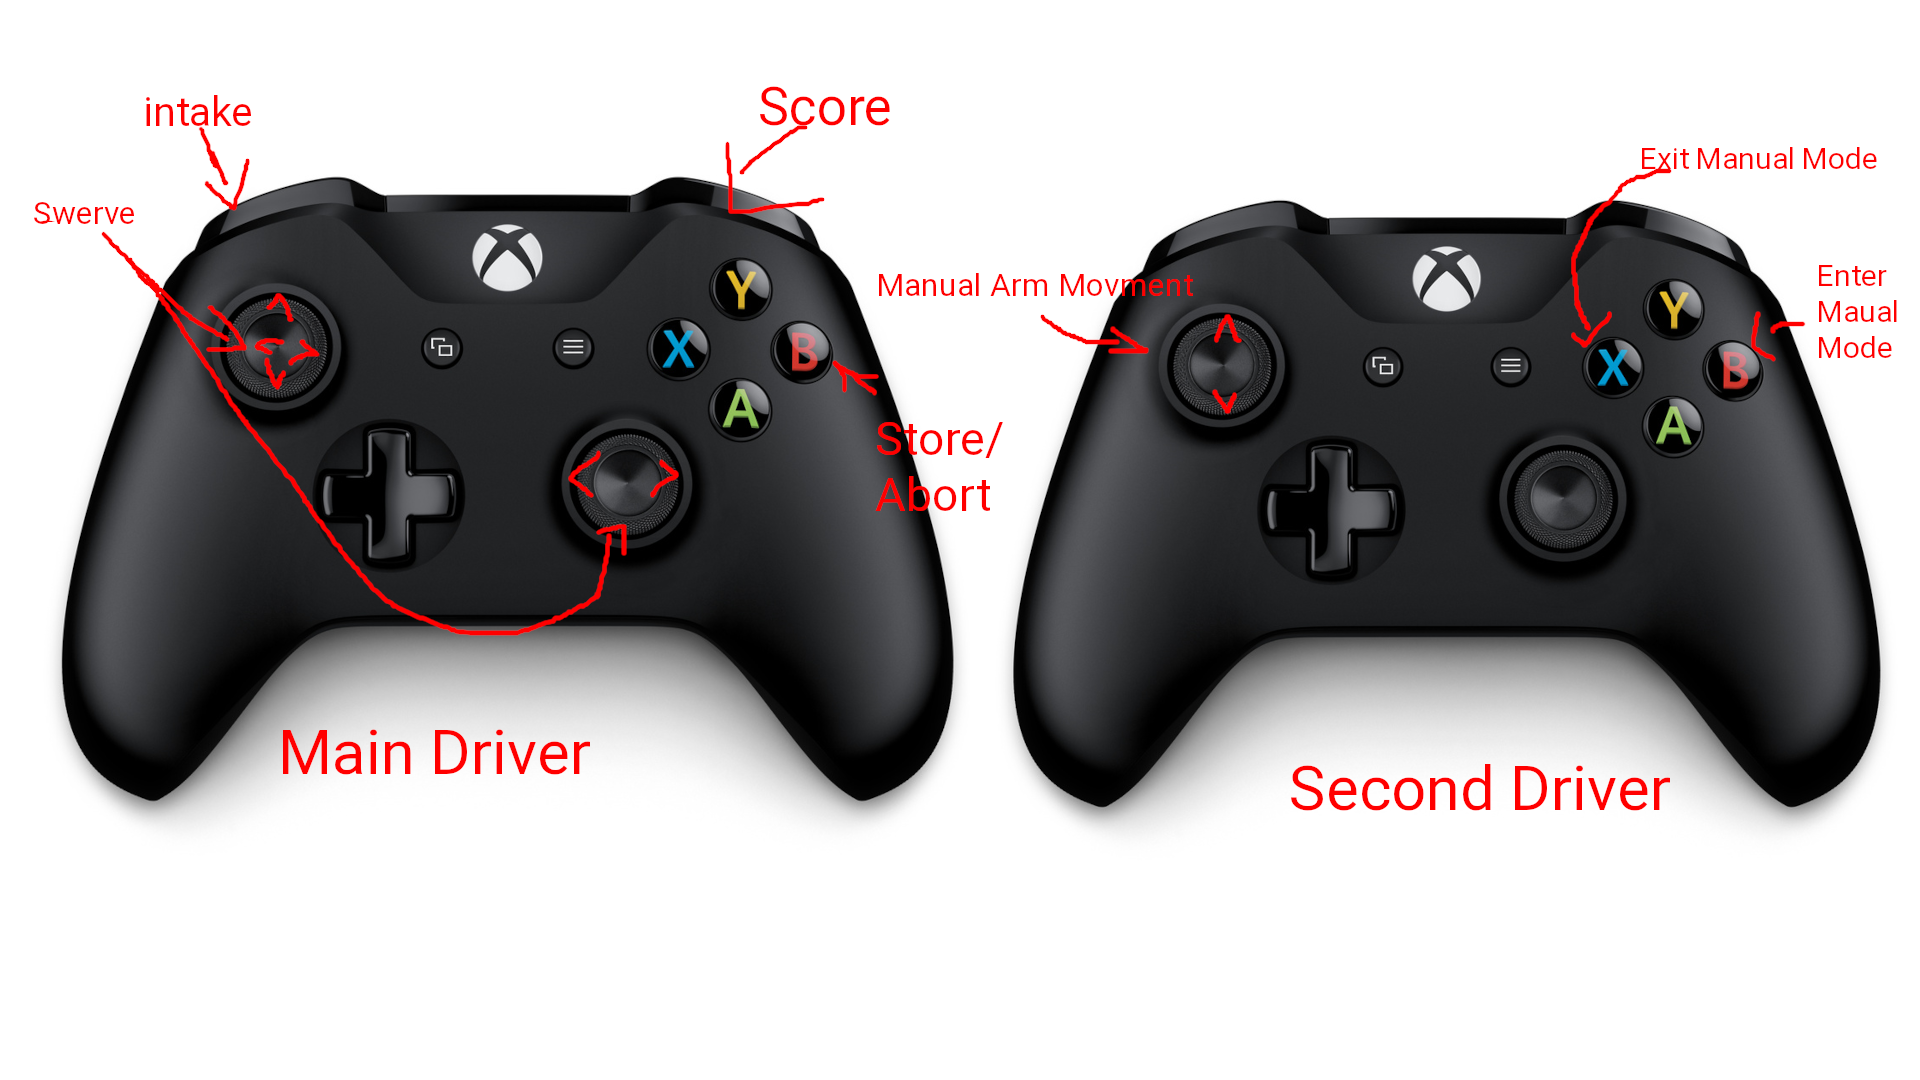 intake
Score
Swerve
Y
X
B
A
Store/
Abort
Main Driver
Exit Manual Mode
Manual Arm Movment
Enter
Maual
Mode
Y
X
B
A
Second Driver